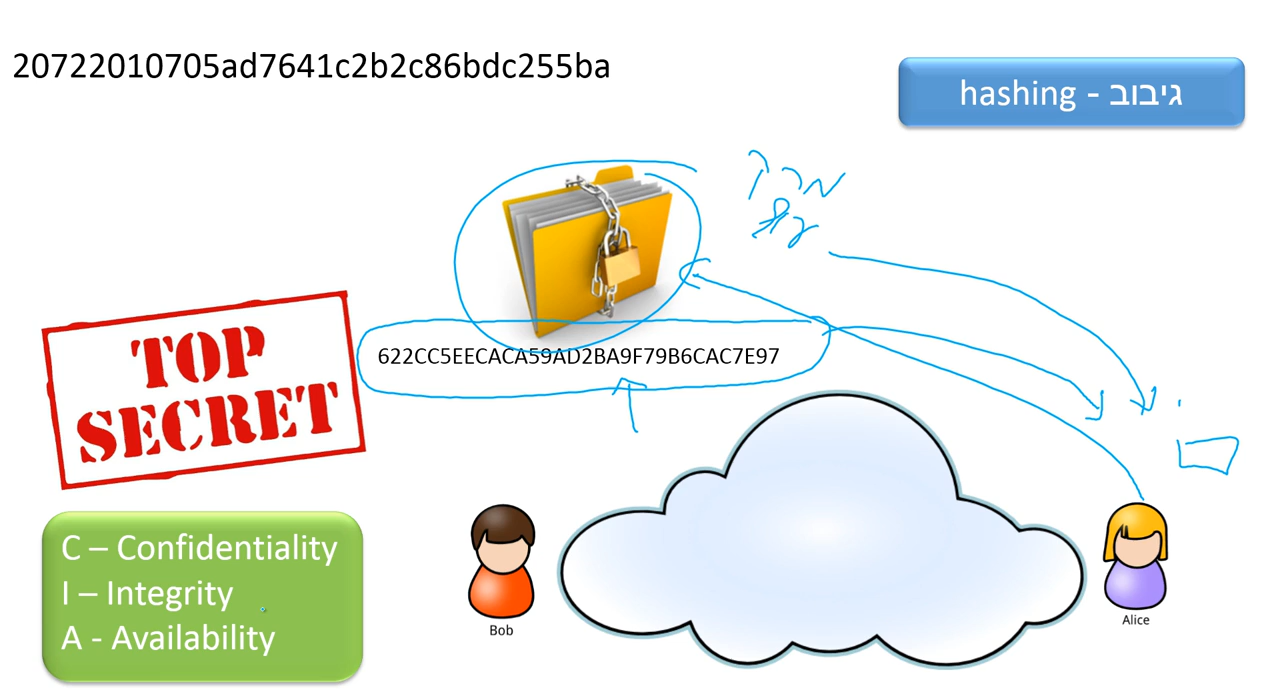 20722010705ad7641c2b2c86bdc255ba
hashing - גיבוב
TOP
SECRET
622CC5EECACA59AD2BA9F79B6CAC7E97
C – Confidentiality
I – Integrity
A - Availability
Bob
Alice